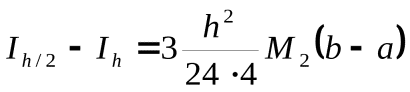 I_{h/2} − I_h = 3 \frac{h^2}{24 \cdot 4} M_2 (b − a)